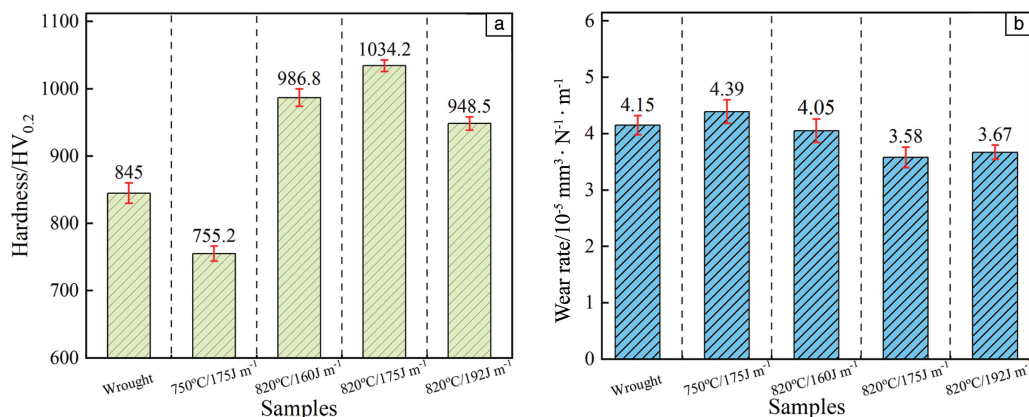 a
Hardness/HV0.2
1100
1000
900
800
700
600
845
755.2
986.8
1034.2
948.5
Wrought
750°C/175J m-1
820°C/160J m-1
820°C/175J m-1
820°C/192J m-1
Samples
b
Wear rate/10-5 mm3 · N-1 · m-1
6
5
4
3
2
1
0
4.15
4.39
4.05
3.58
3.67
Wrought
750°C/175J m-1
820°C/160J m-1
820°C/175J m-1
820°C/192J m-1
Samples